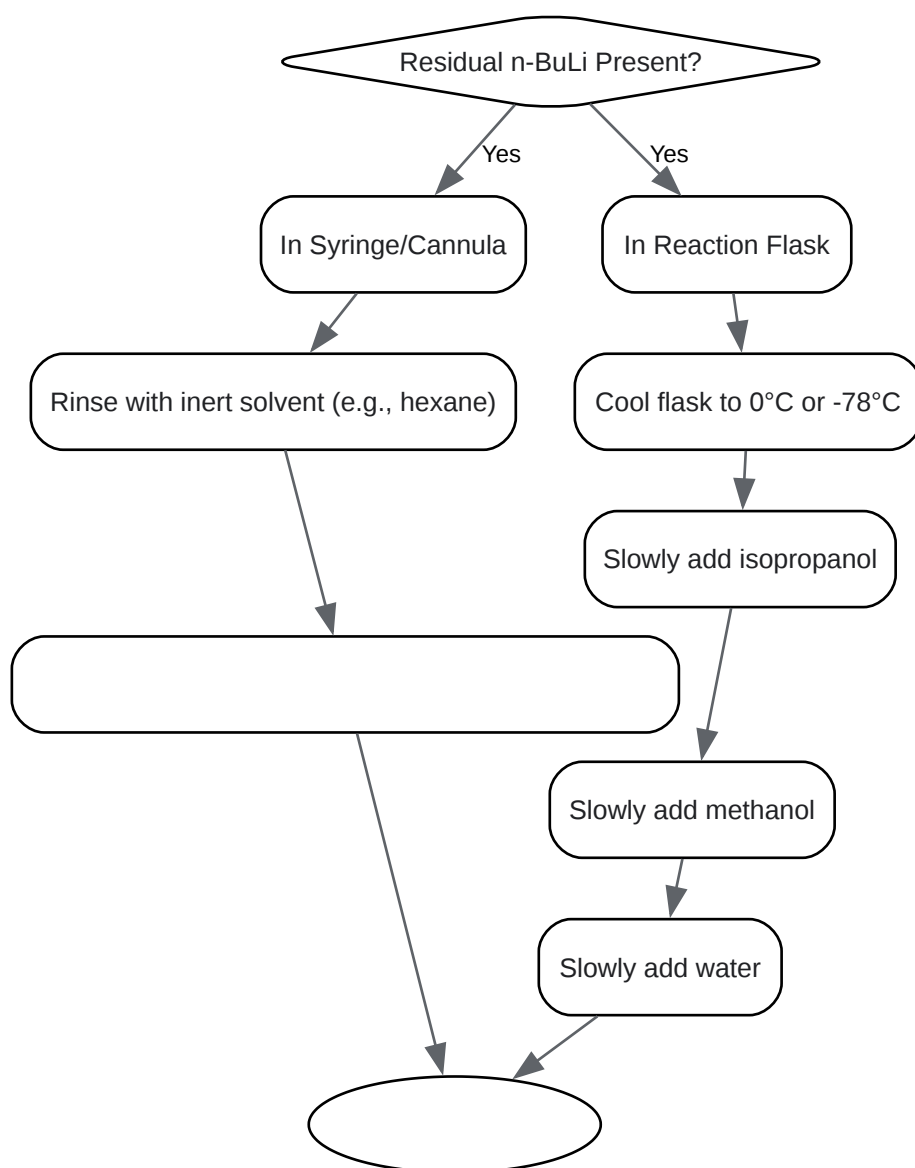 Residual n-BuLi Present?
Yes
Yes
In Syringe/Cannula
In Reaction Flask
Rinse with inert solvent (e.g., hexane)
Cool flask to 0°C or -78°C
Slowly add isopropanol
Slowly add methanol
Slowly add water